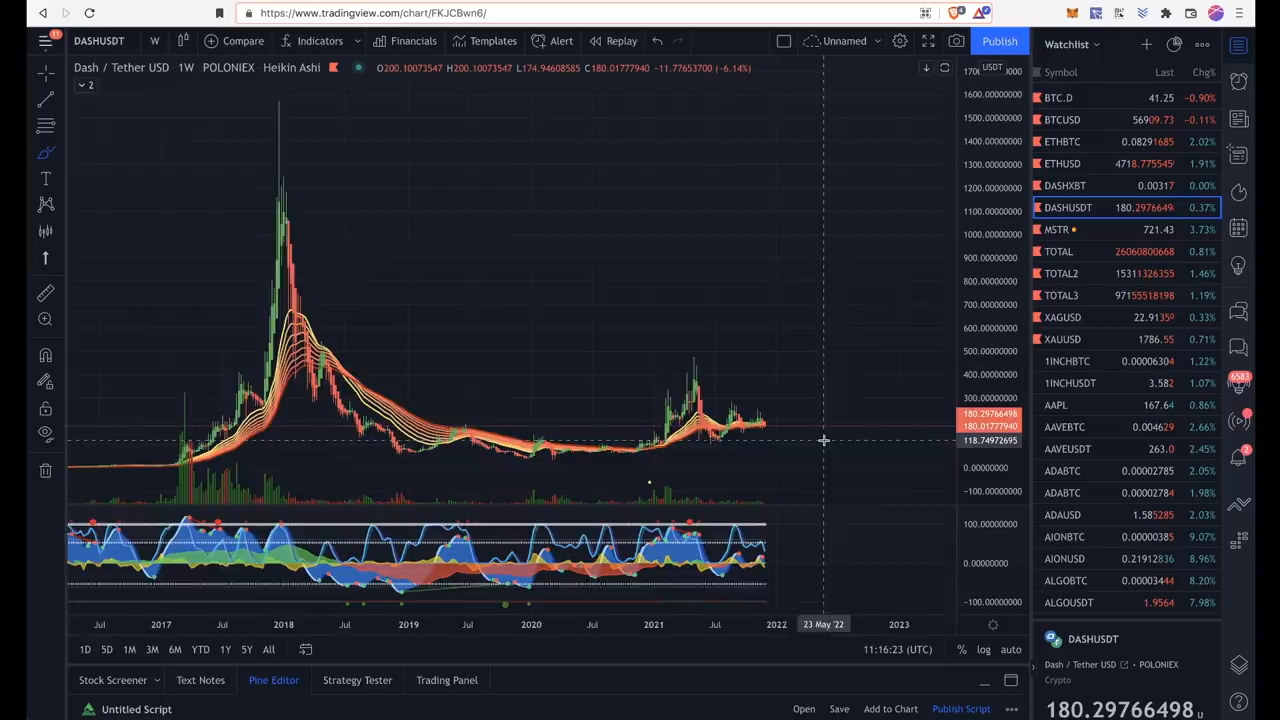 https://www.tradingview.com/chart/FKJCBwn6/
4
11 DASHUSDT W Compare Indicators Financials Templates Alert Replay Unnamed Publish
Dash / Tether USD 1W POLONIEX Heikin Ashi O200.10073547 H200.10073547 L174.94608585 C180.01777940 −11.77653700 (−6.14%)
2
USDT
1600.00000000
1500.00000000
1400.00000000
1300.00000000
1200.00000000
1100.00000000
1000.00000000
900.00000000
800.00000000
700.00000000
600.00000000
500.00000000
400.00000000
300.00000000
180.29766498
180.01777940
118.74972695
0.00000000
−100.00000000
100.00000000
0.00000000
−100.00000000
Jul 2017 Jul 2018 Jul 2019 Jul 2020 Jul 2021 Jul 2022 23 May '22 2023
1D 5D 1M 3M 6M YTD 1Y 5Y All 11:16:23 (UTC) % log auto
Stock Screener Text Notes Pine Editor Strategy Tester Trading Panel
Untitled Script Open Save Add to Chart Publish Script
Watchlist
Symbol Last Chg%
BTC.D 41.25 −0.90%
BTCUSD 56909.73 −0.11%
ETHBTC 0.08291685 2.02%
ETHUSD 4718.775545 1.91%
DASHXBT 0.00317 0.00%
DASHUSDT 180.2976649 0.37%
MSTR 721.43 3.73%
TOTAL 26060800668 0.81%
TOTAL2 15311326355 1.46%
TOTAL3 97155518198 1.19%
XAGUSD 22.9135 0.33%
XAUUSD 1786.55 0.71%
1INCHBTC 0.00006304 1.22%
1INCHUSDT 3.582 1.07%
AAPL 167.64 0.86%
AAVEBTC 0.004629 2.66%
AAVEUSDT 263.0 2.45%
ADABTC 0.00002785 2.05%
ADABTC 0.00002784 1.98%
ADAUSD 1.585285 2.03%
AIONBTC 0.00000385 9.07%
AIONUSD 0.21912836 8.96%
ALGOBTC 0.00003444 8.20%
ALGOUSDT 1.9564 7.98%
DASHUSDT
Dash / Tether USD • POLONIEX
Crypto
180.29766498
6583
2